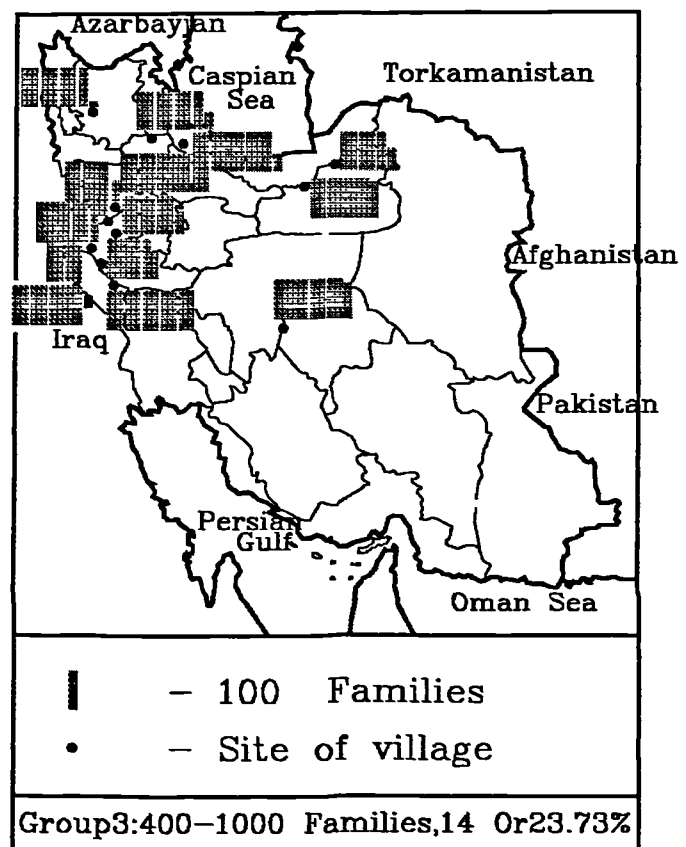 Azarbayjan
Caspian
Sea
Torkamanistan
Afghanistan
Iraq
Pakistan
Persian
Gulf
Oman Sea
– 100 Families
– Site of village
Group3:400–1000 Families,14 Or23.73%